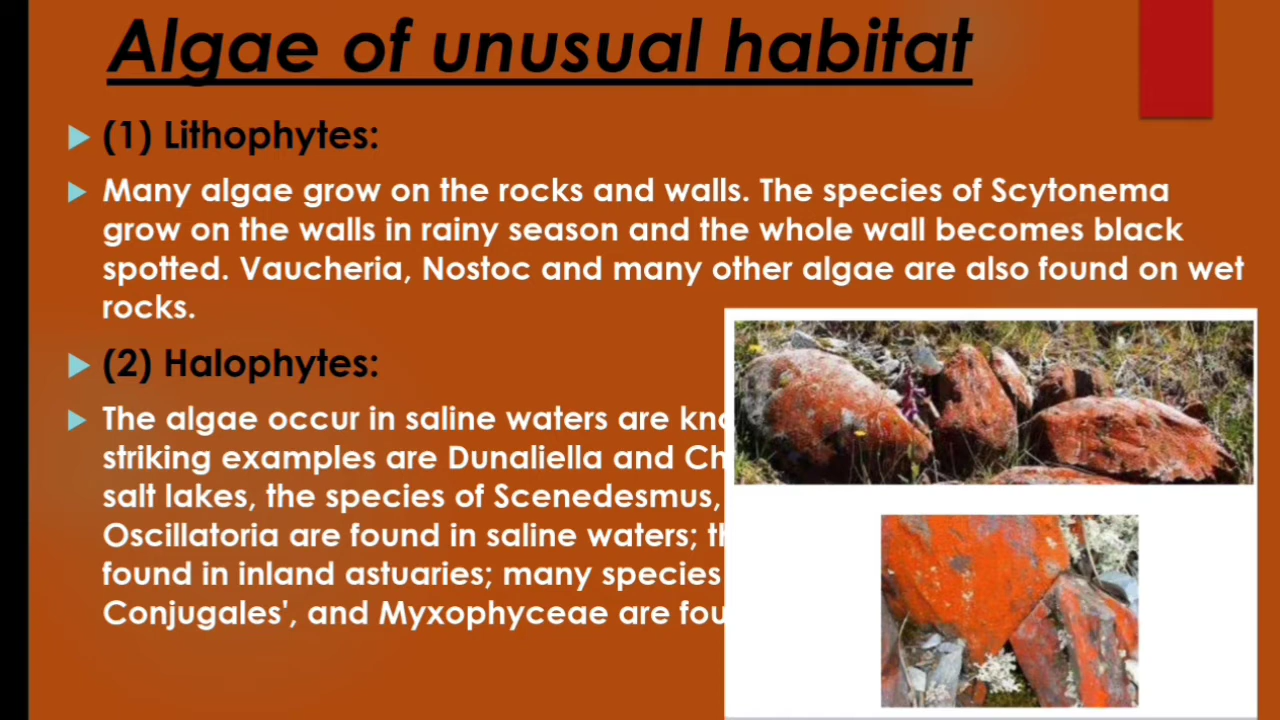 Algae of unusual habitat
(1) Lithophytes:
Many algae grow on the rocks and walls. The species of Scytonema
grow on the walls in rainy season and the whole wall becomes black
spotted. Vaucheria, Nostoc and many other algae are also found on wet
rocks.
(2) Halophytes:
The algae occur in saline waters are
striking examples are Dunaliella and
salt lakes, the species of Scenedesmus,
Oscillatoria are found in saline waters;
found in inland astuaries; many species
Conjugales', and Myxophyceae are